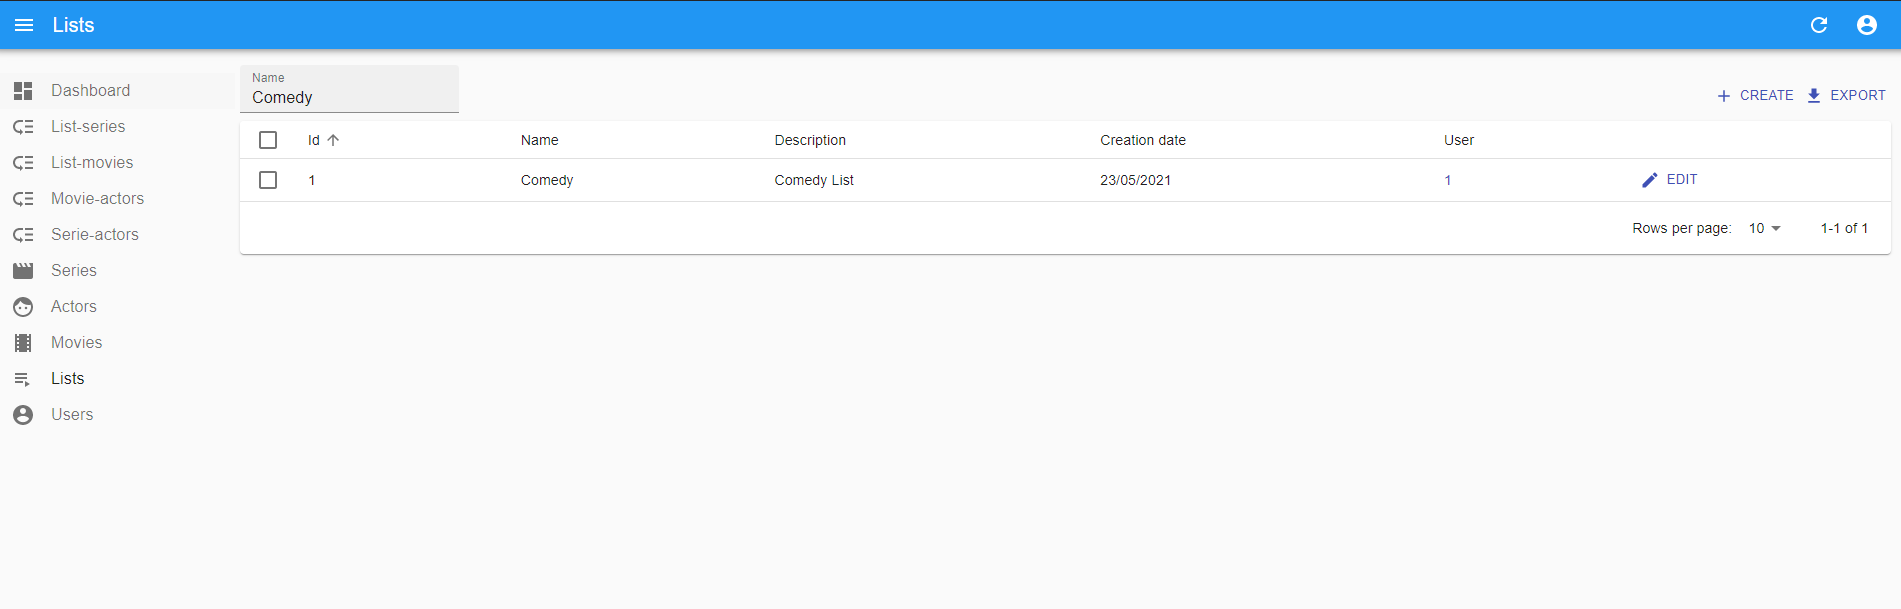 Lists
Dashboard
List-series
List-movies
Movie-actors
Serie-actors
Series
Actors
Movies
Lists
Users
Name
Comedy
CREATE EXPORT
Id Name Description Creation date User
1 Comedy Comedy List 23/05/2021 1 EDIT
Rows per page: 10 1-1 of 1